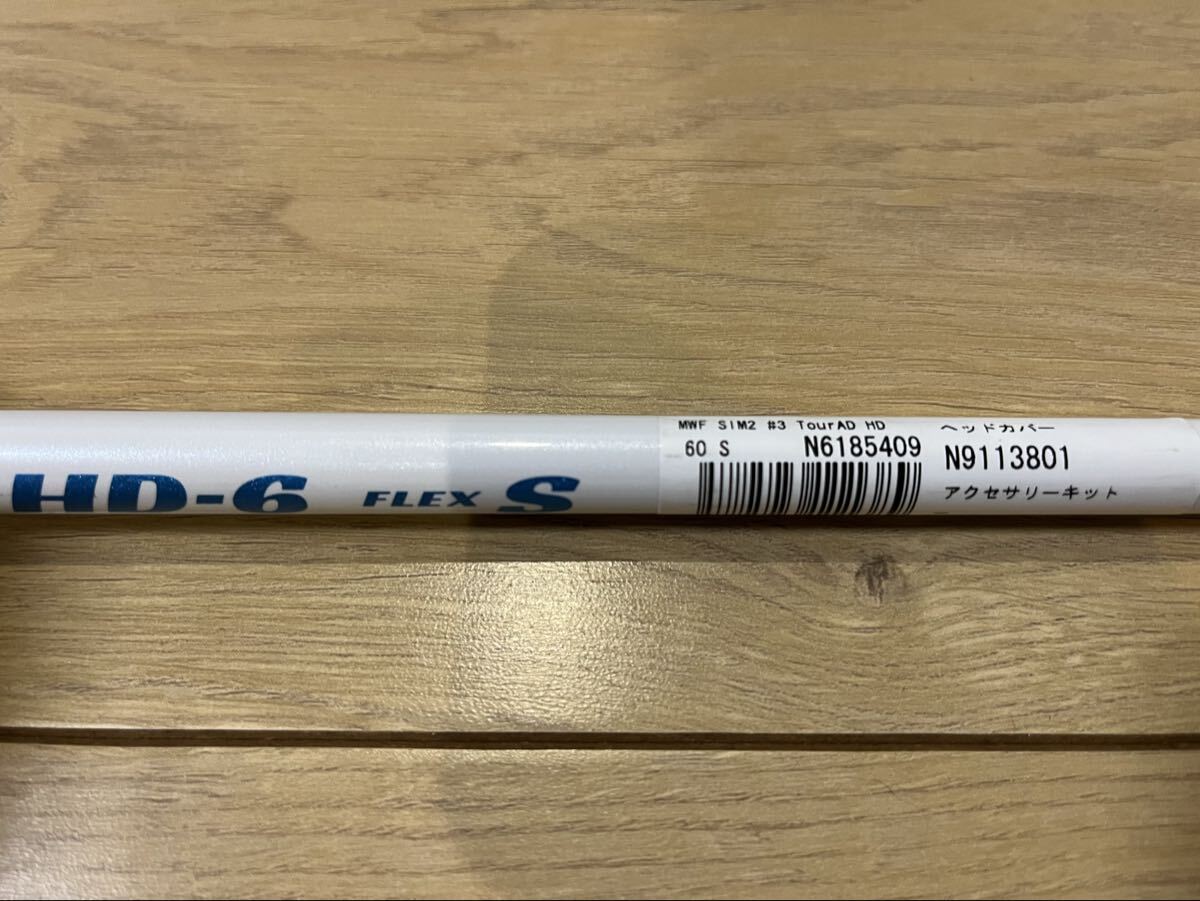 HD-6 FLEX S
MWF SIM2 #3 TourAD HD
60 S N6185409
ヘッドカバー
N9113801
アクセサリーキット